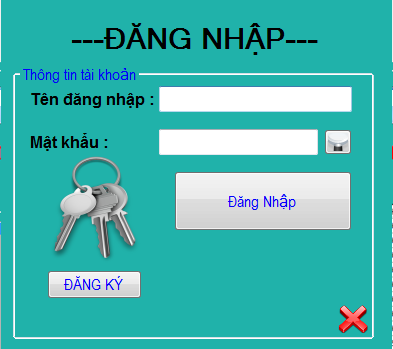 ---ĐĂNG NHẬP---
Thông tin tài khoản
Tên đăng nhập :
Mật khẩu :
Đăng Nhập
ĐĂNG KÝ